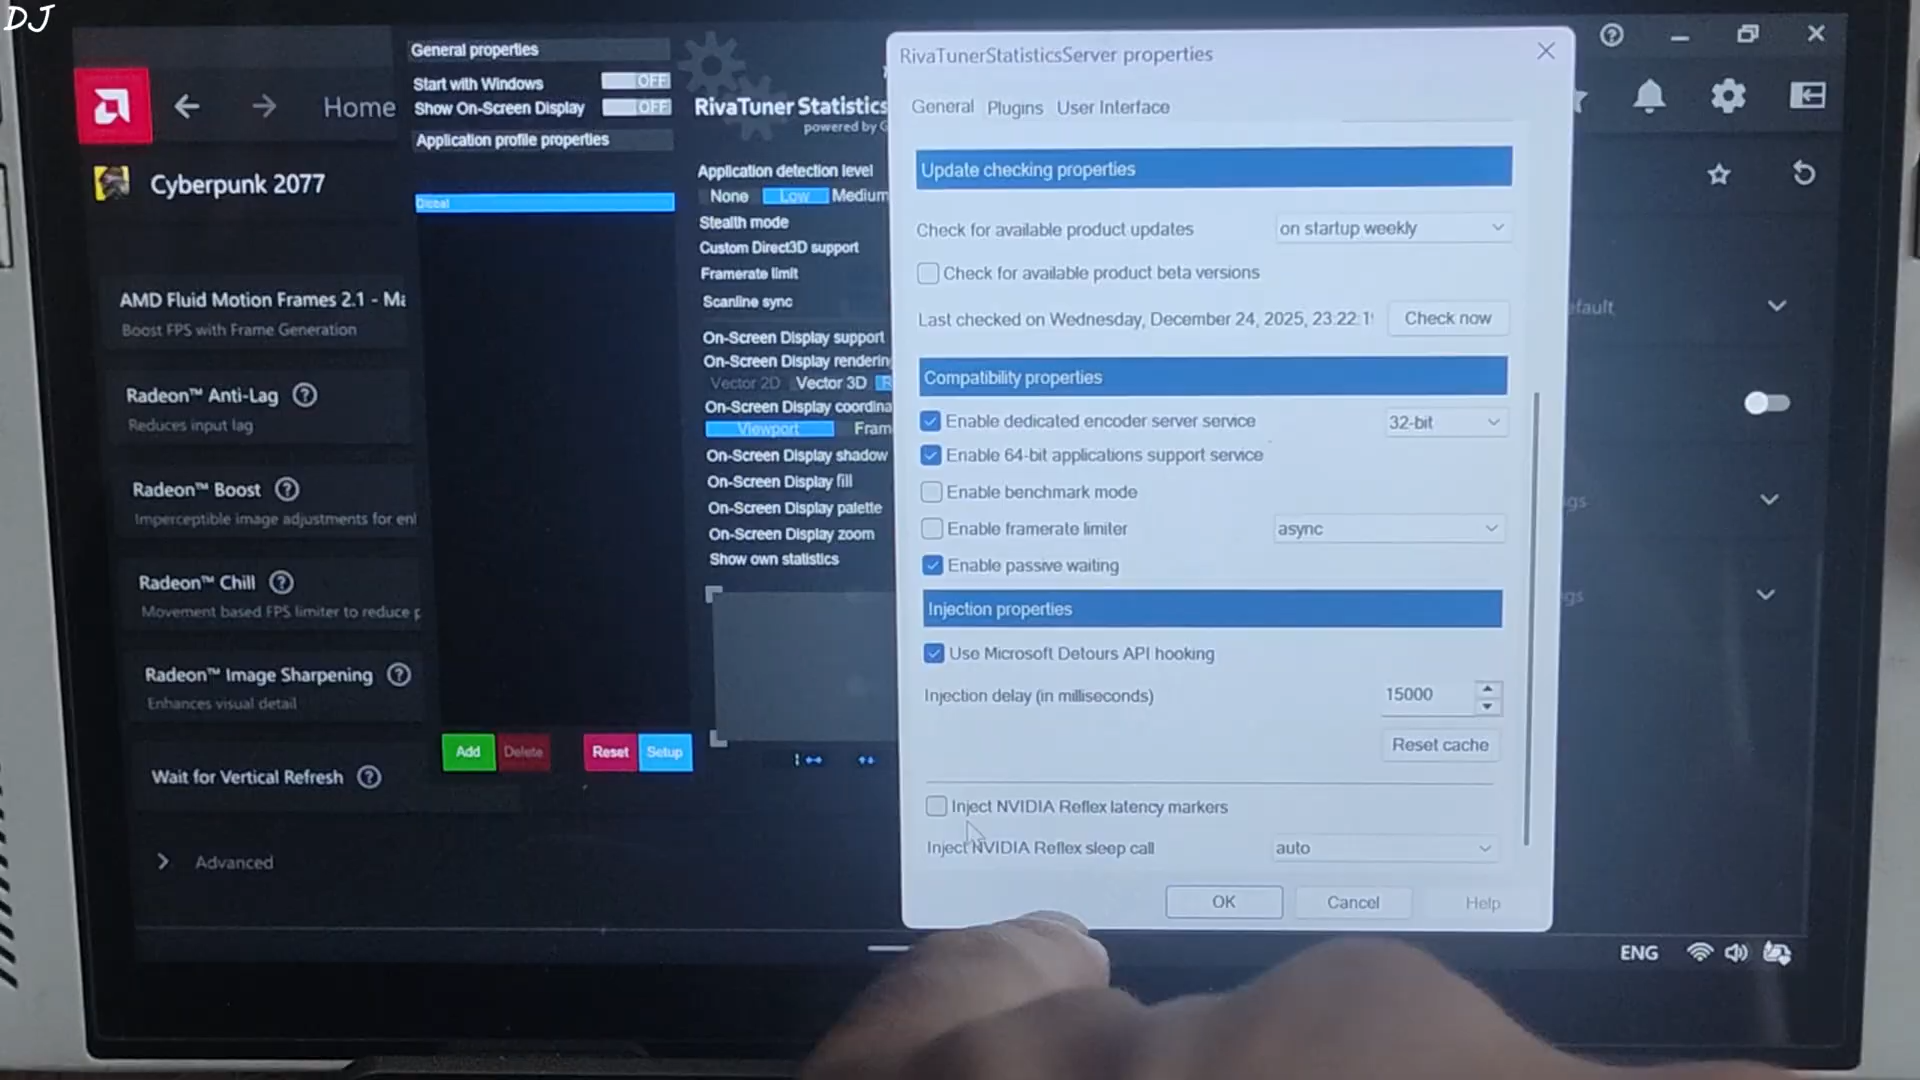 DJ
Home
Cyberpunk 2077
AMD Fluid Motion Frames 2.1 - Ma
Boost FPS with Frame Generation
Radeon™ Anti-Lag
Reduces input lag
Radeon™ Boost
Imperceptible image adjustments for enh
Radeon™ Chill
Movement based FPS limiter to reduce p
Radeon™ Image Sharpening
Enhances visual detail
Wait for Vertical Refresh
Advanced
General properties
Start with Windows OFF
Show On-Screen Display OFF
Application profile properties
Global
Add Delete Reset Setup
RivaTuner Statistics
powered by G
Application detection level
None Low Medium
Stealth mode
Custom Direct3D support
Framerate limit
Scanline sync
On-Screen Display support
On-Screen Display renderin
Vector 2D Vector 3D R
On-Screen Display coordina
Viewport Fram
On-Screen Display shadow
On-Screen Display fill
On-Screen Display palette
On-Screen Display zoom
Show own statistics
RivaTunerStatisticsServer properties
General Plugins User Interface
Update checking properties
Check for available product updates on startup weekly
Check for available product beta versions
Last checked on Wednesday, December 24, 2025, 23:22:1 Check now
Compatibility properties
Enable dedicated encoder server service 32-bit
Enable 64-bit applications support service
Enable benchmark mode
Enable framerate limiter async
Enable passive waiting
Injection properties
Use Microsoft Detours API hooking
Injection delay (in milliseconds) 15000
Reset cache
Inject NVIDIA Reflex latency markers
Inject NVIDIA Reflex sleep call auto
OK Cancel Help
efault
gs
gs
ENG